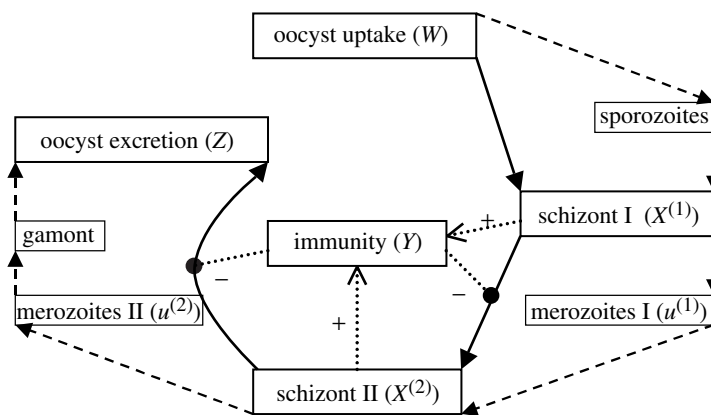 oocyst uptake (W)
sporozoites
oocyst excretion (Z)
schizont I (X⁽¹⁾)
+
gamont
immunity (Y)
–
–
merozoites II (u⁽²⁾)
merozoites I (u⁽¹⁾)
+
schizont II (X⁽²⁾)